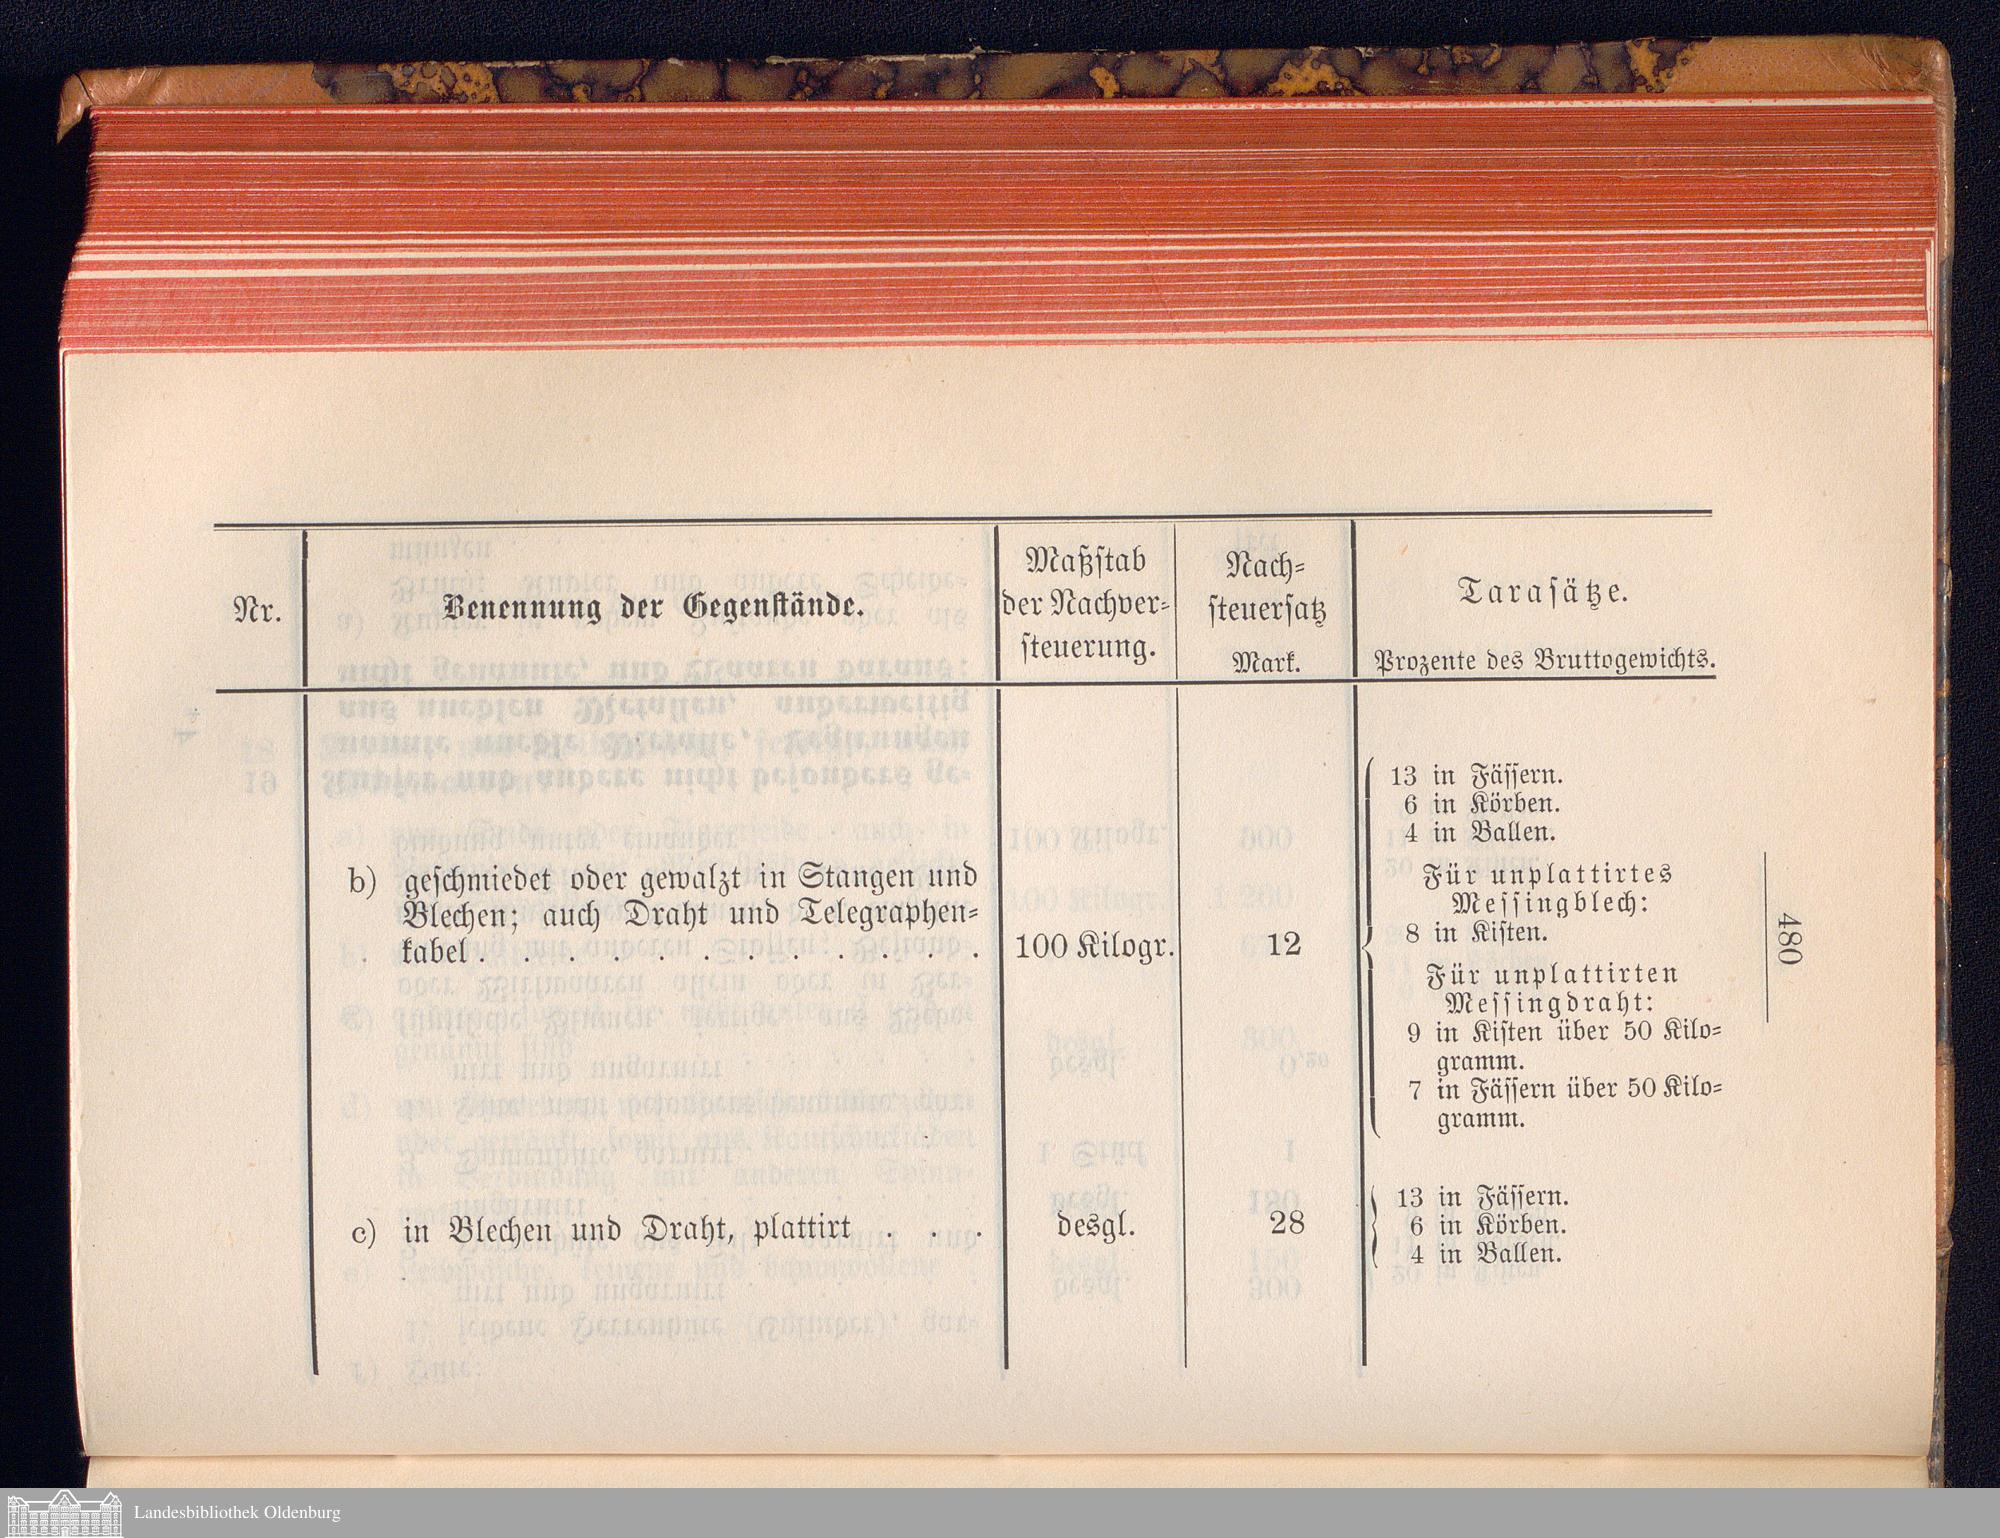 Nr.
Benennung der Gegenstände.
Maßstab
der Nachver-
steuerung.
Nach-
steuersatz
Mark.
Tarasätze.
Prozente des Bruttogewichts.
b) geschmiedet oder gewalzt in Stangen und
Blechen; auch Draht und Telegraphen-
kabel . . . . . . . . . . . . 100 Kilogr. 12
13 in Fässern.
6 in Körben.
4 in Ballen.
Für unplattirtes
Messingblech:
8 in Kisten.
Für unplattirten
Messingdraht:
9 in Kisten über 50 Kilo-
gramm.
7 in Fässern über 50 Kilo-
gramm.
c) in Blechen und Draht, plattirt . . . desgl. 28
13 in Fässern.
6 in Körben.
4 in Ballen.
480
Landesbibliothek Oldenburg